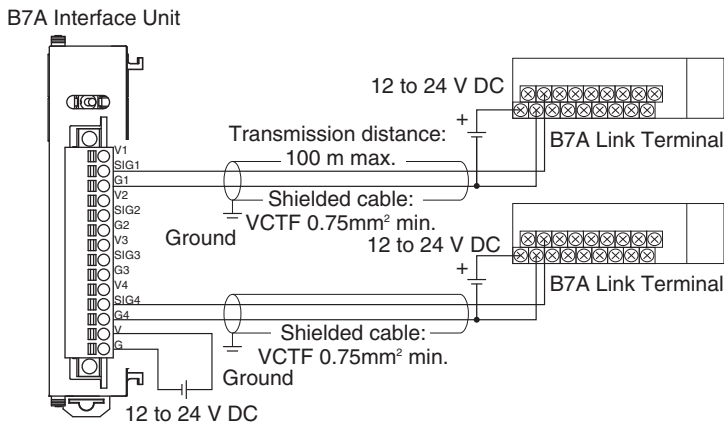 B7A Interface Unit
12 to 24 V DC
+
B7A Link Terminal
Transmission distance:
100 m max.
V1
SIG1
G1
V2
SIG2
G2
V3
SIG3
G3
V4
SIG4
G4
V
G
Shielded cable:
VCTF 0.75mm² min.
Ground
12 to 24 V DC
+
B7A Link Terminal
Shielded cable:
VCTF 0.75mm² min.
Ground
12 to 24 V DC